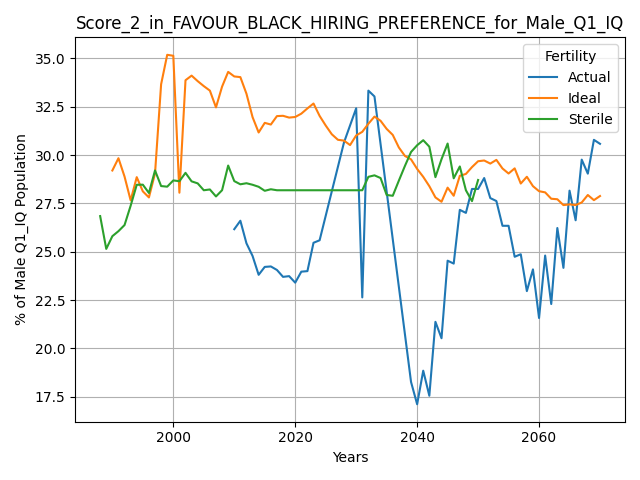 Score_2_in_FAVOUR_BLACK_HIRING_PREFERENCE_for_Male_Q1_IQ
Fertility
Actual
Ideal
Sterile
% of Male Q1_IQ Population
35.0
32.5
30.0
27.5
25.0
22.5
20.0
17.5
2000 2020 2040 2060
Years